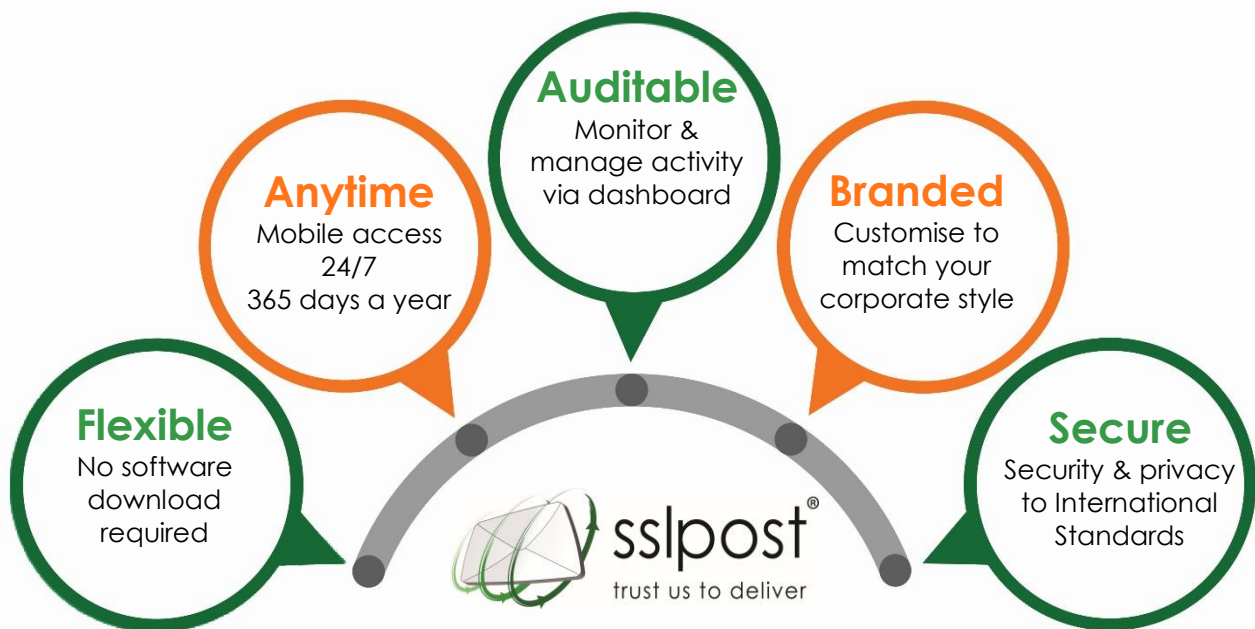 Auditable
Monitor &
manage activity
via dashboard
Anytime
Mobile access
24/7
365 days a year
Branded
Customise to
match your
corporate style
Flexible
No software
download
required
Secure
Security & privacy
to International
Standards
sslpost®
trust us to deliver